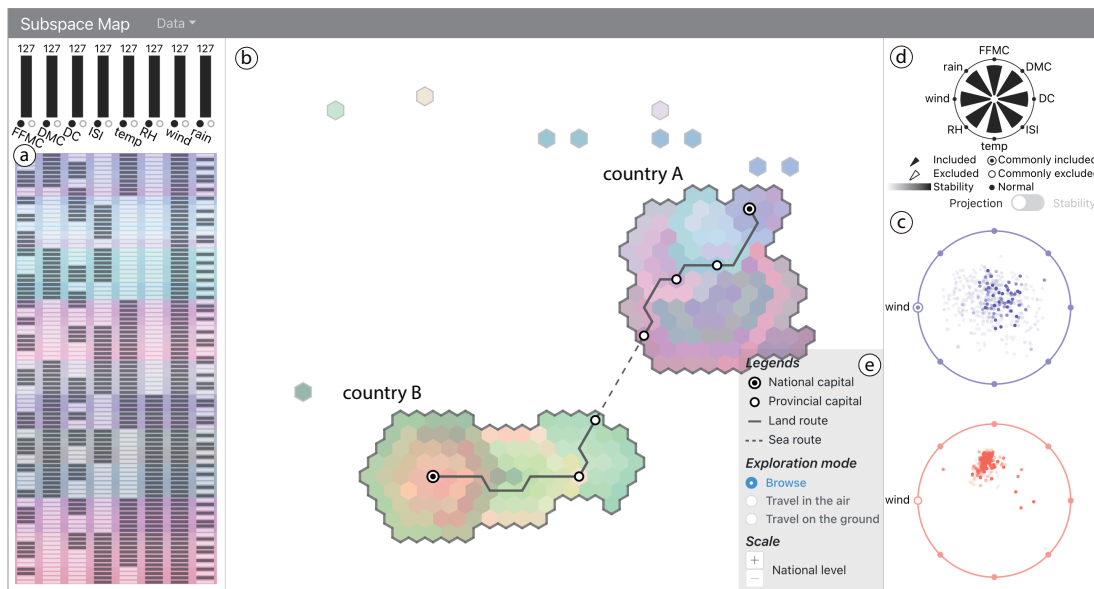 Subspace Map Data
127 127 127 127 127 127 127 127
FFMC DMC DC ISI temp RH wind rain
a
b
country A
country B
Legends
National capital
Provincial capital
Land route
Sea route
Exploration mode
Browse
Travel in the air
Travel on the ground
Scale
+
−
National level
e
d
FFMC
rain DMC
wind DC
RH ISI
temp
Included Commonly included
Excluded Commonly excluded
Stability Normal
Projection Stability
c
wind
wind